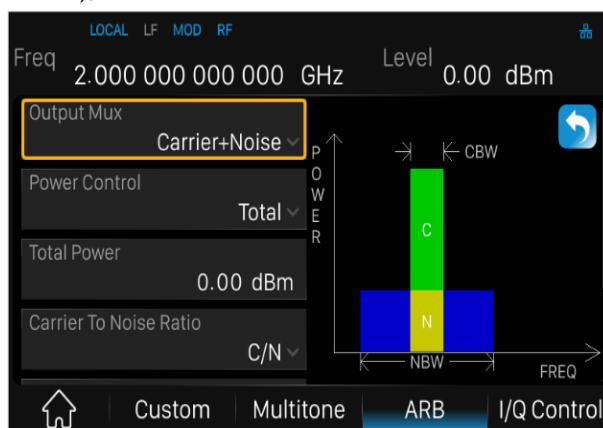 LOCAL LF MOD RF
Freq 2.000 000 000 000 GHz Level 0.00 dBm
Output Mux
Carrier+Noise
Power Control
Total
Total Power
0.00 dBm
Carrier To Noise Ratio
C/N
POWER
CBW
C
N
NBW
FREQ
Custom Multitone ARB I/Q Control